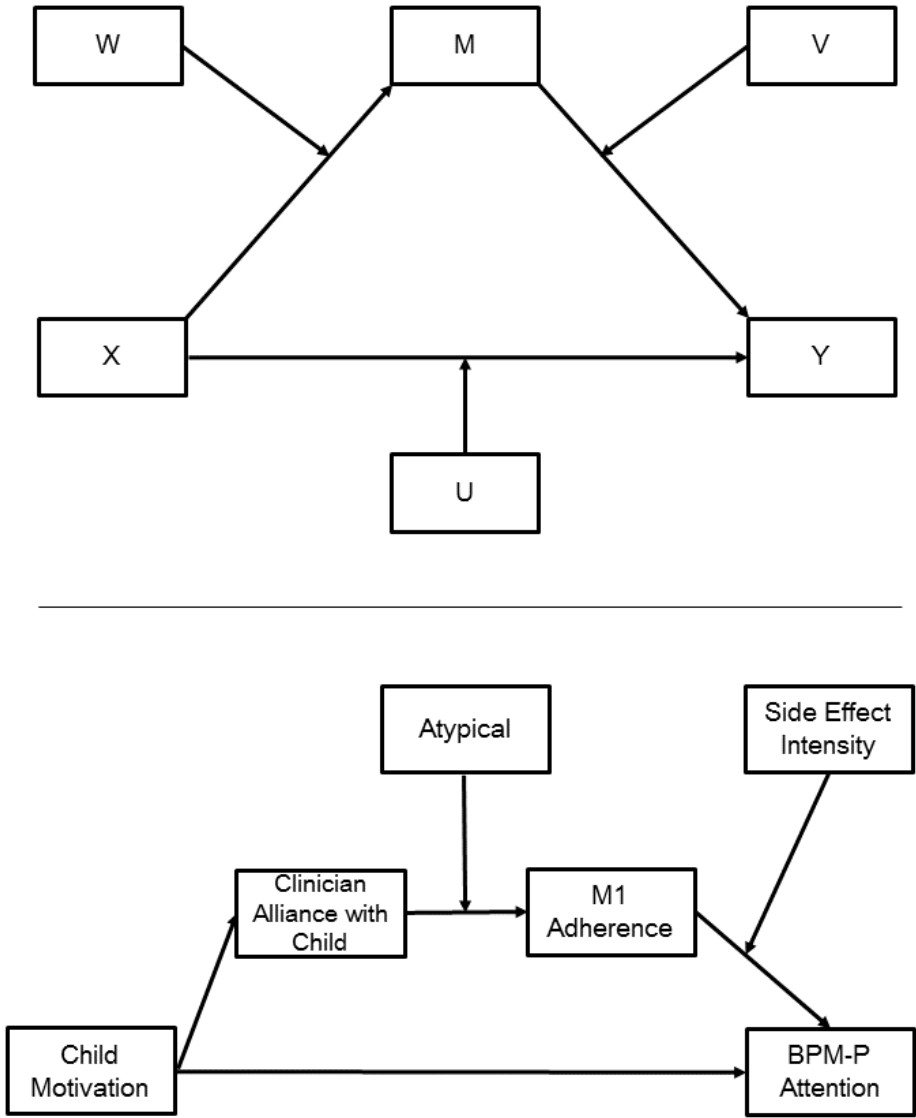 W
M
V
X
Y
U
Atypical
Side Effect
Intensity
Clinician
Alliance with
Child
M1
Adherence
Child
Motivation
BPM-P
Attention